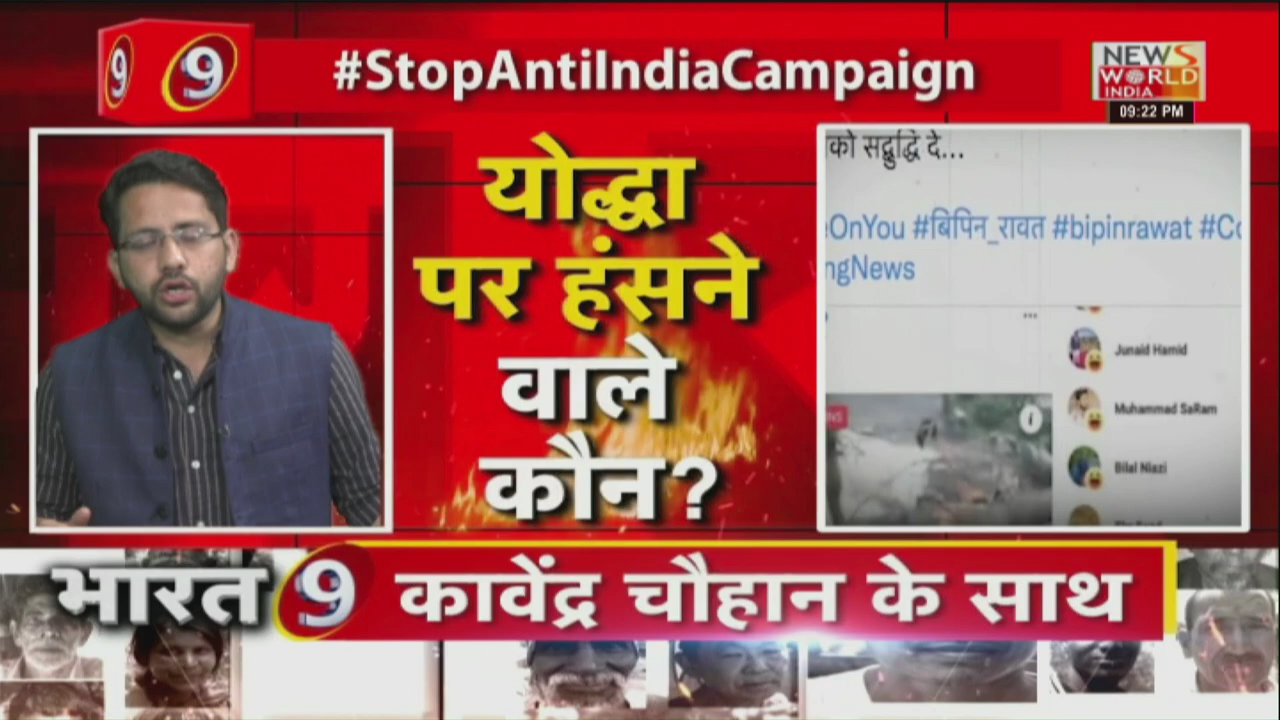 9
9
#StopAntiIndiaCampaign
NEWS
WORLD
INDIA
09:22 PM
योद्धा
पर हंसने
वाले
कौन?
को सद्बुद्धि दे...
OnYou #बिपिन_रावत #bipinrawat #Co
ngNews
...
Junaid Hamid
Muhammad SaRam
Bilal Niazi
भारत 9 कावेंद्र चौहान के साथ